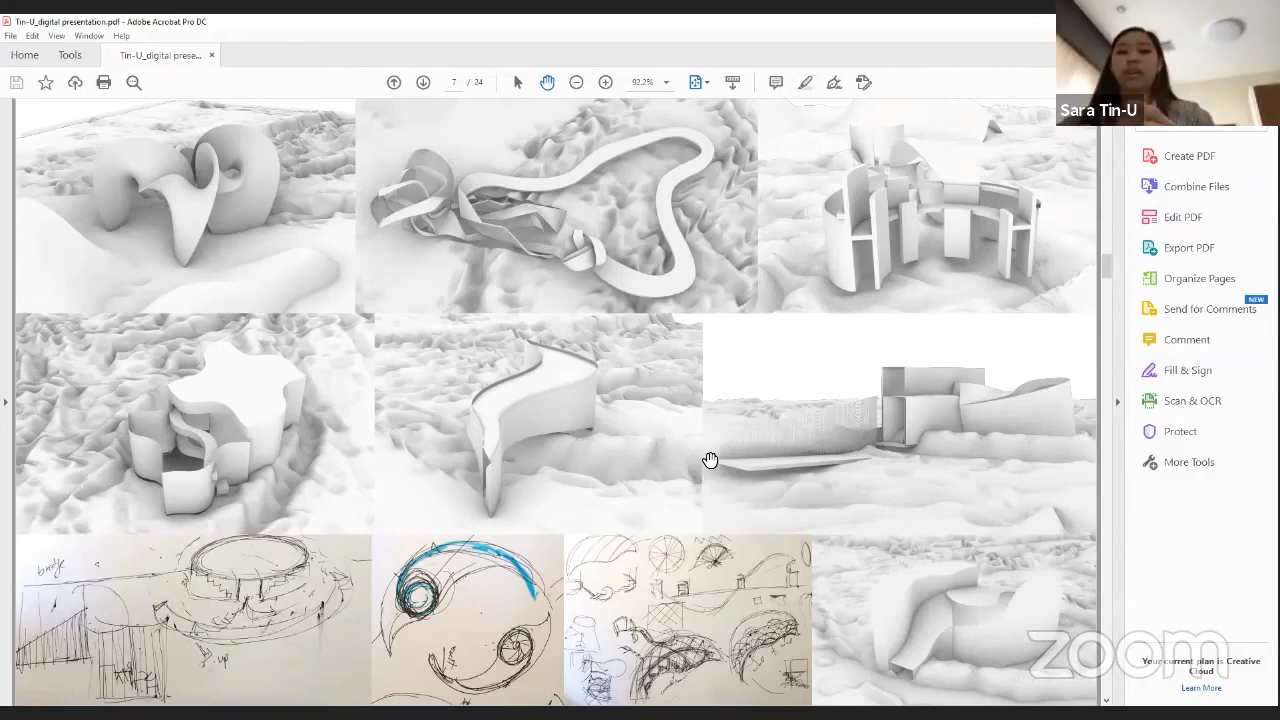 Tin-U_digital presentation.pdf - Adobe Acrobat Pro DC
File Edit View Window Help
Home Tools Tin-U_digital prese... ×
7 / 24 92.2%
Sara Tin-U
Create PDF
Combine Files
Edit PDF
Export PDF
Organize Pages
NEW
Send for Comments
Comment
Fill & Sign
Scan & OCR
Protect
More Tools
zoom
Your current plan is Creative
Cloud
Learn More